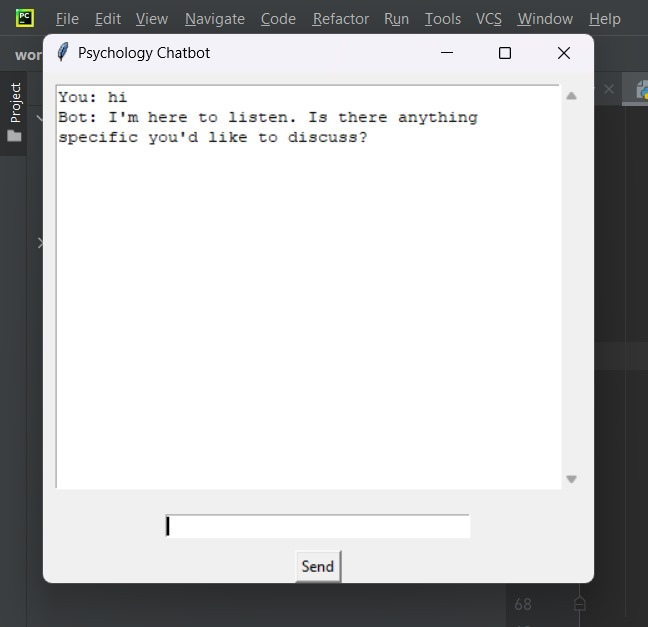 PC
File Edit View Navigate Code Refactor Run Tools VCS Window Help
wor
Psychology Chatbot
Project
You: hi
Bot: I'm here to listen. Is there anything
specific you'd like to discuss?
Send
68